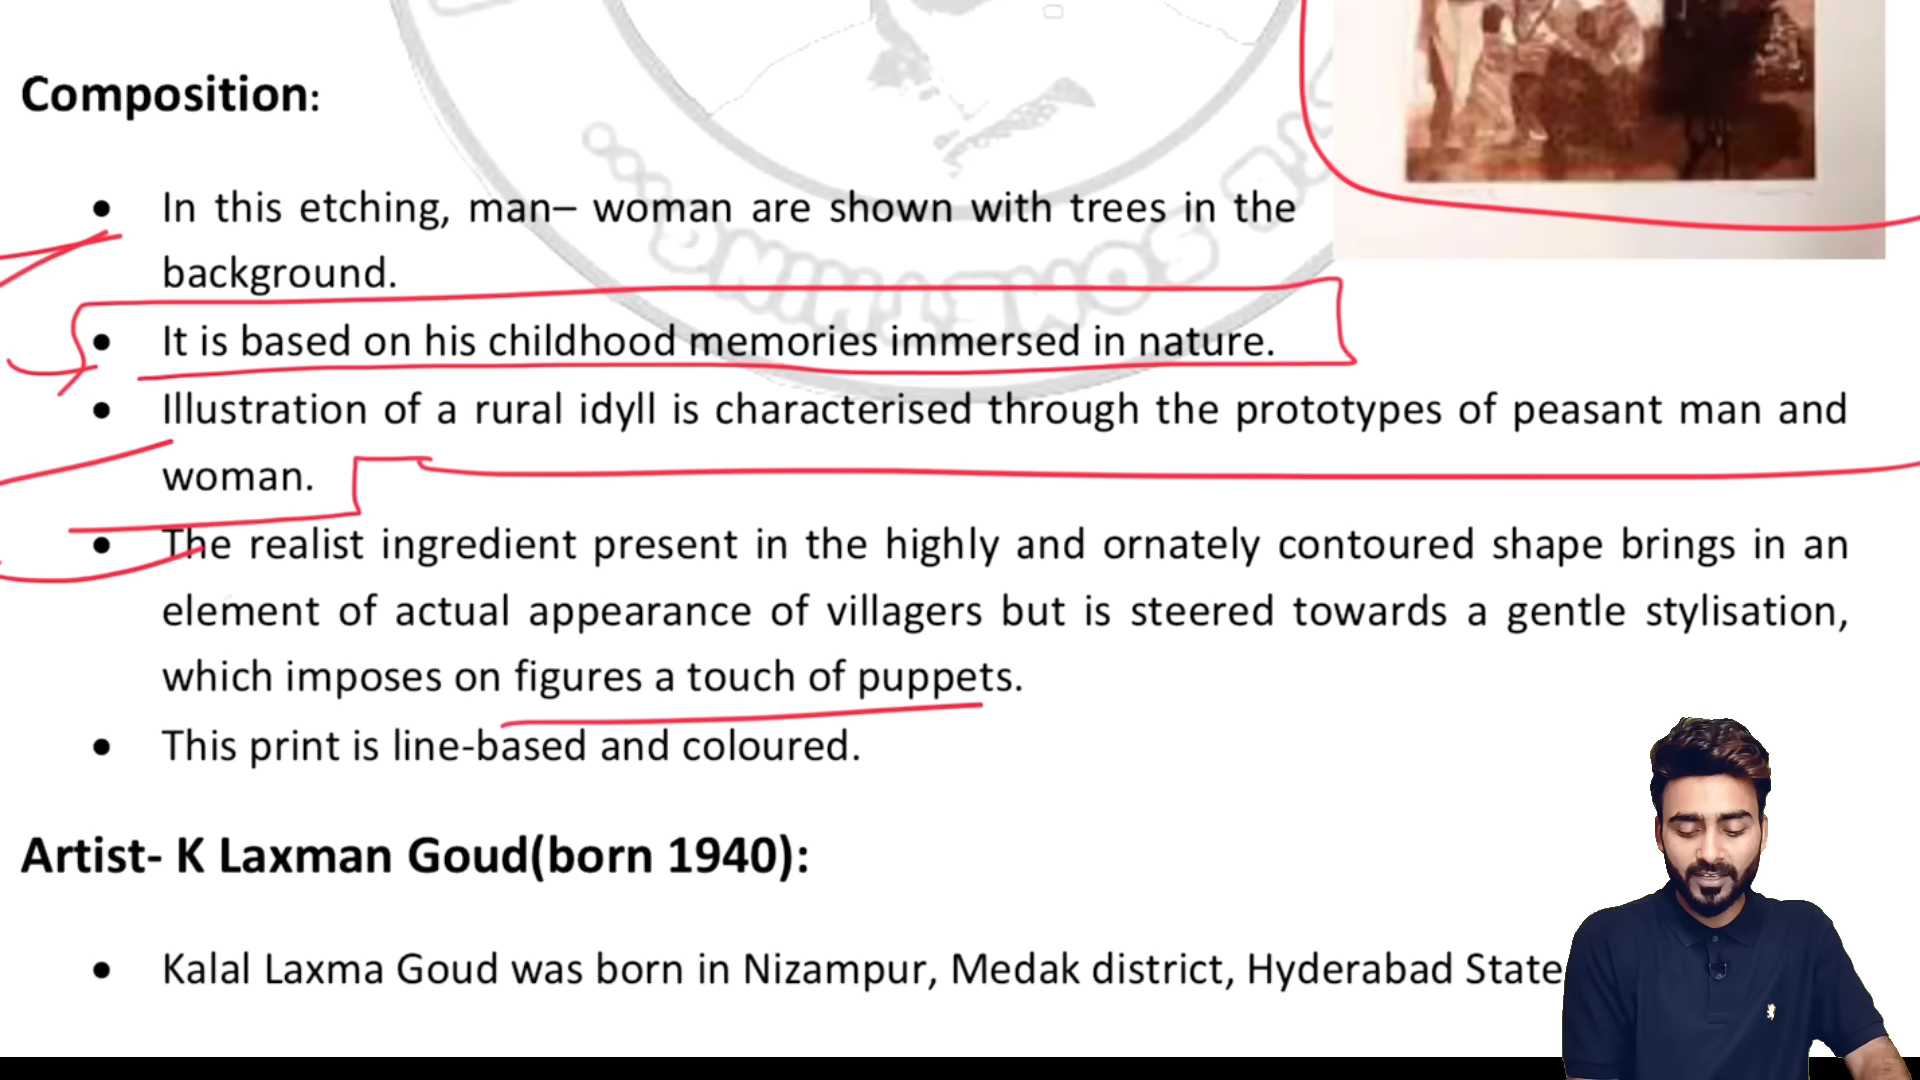 Composition:
• In this etching, man– woman are shown with trees in the
background.
• It is based on his childhood memories immersed in nature.
• Illustration of a rural idyll is characterised through the prototypes of peasant man and
woman.
• The realist ingredient present in the highly and ornately contoured shape brings in an
element of actual appearance of villagers but is steered towards a gentle stylisation,
which imposes on figures a touch of puppets.
• This print is line-based and coloured.
Artist- K Laxman Goud(born 1940):
• Kalal Laxma Goud was born in Nizampur, Medak district, Hyderabad State
SOMETHING